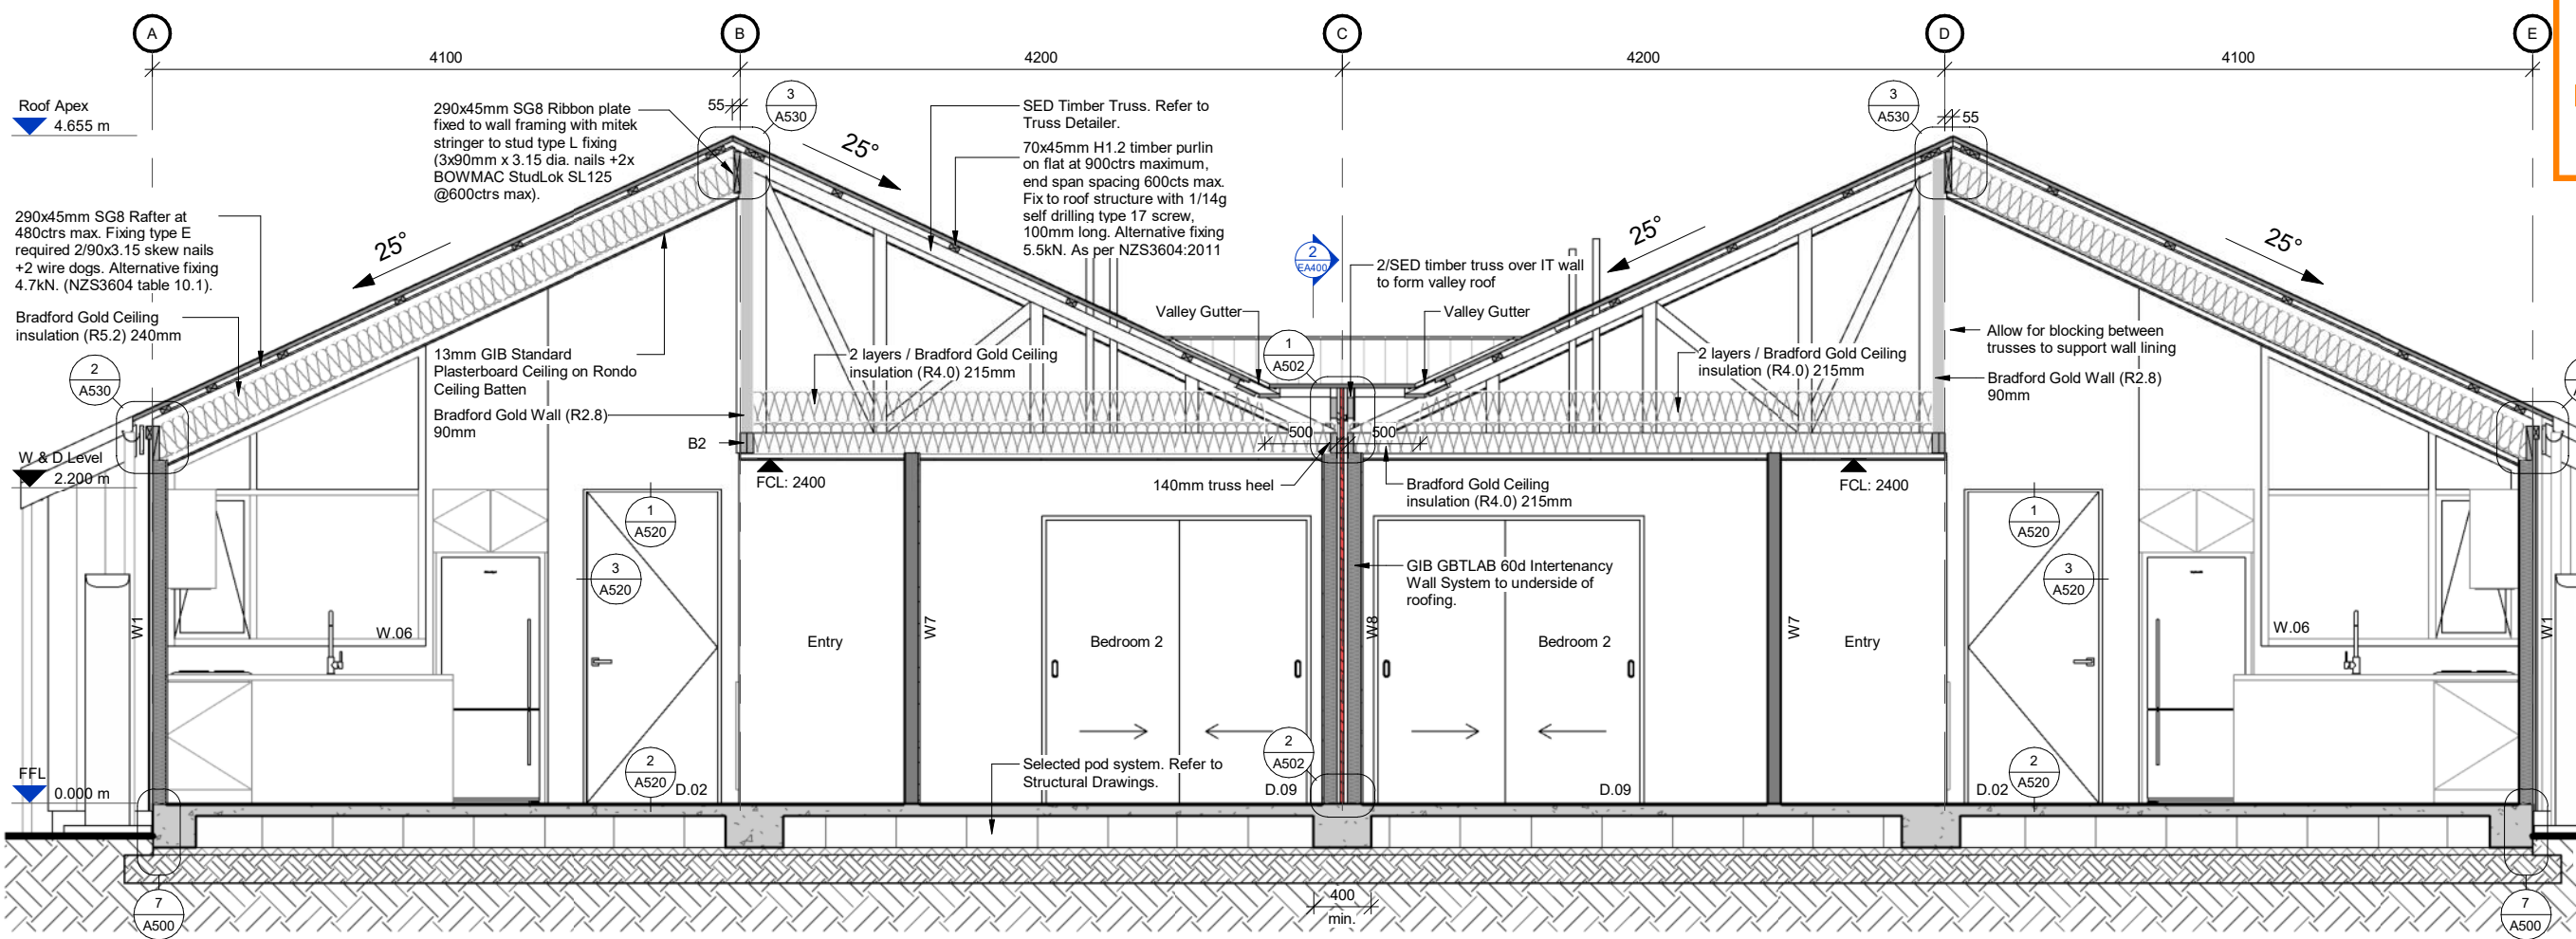 A
B
C
D
E
4100
4200
4200
4100
Roof Apex
4.655 m
290x45mm SG8 Ribbon plate
fixed to wall framing with mitek
stringer to stud type L fixing
(3x90mm x 3.15 dia. nails +2x
BOWMAC StudLok SL125
@600ctrs max).
55
3
A530
25°
SED Timber Truss. Refer to
Truss Detailer.
70x45mm H1.2 timber purlin
on flat at 900ctrs maximum,
end span spacing 600cts max.
Fix to roof structure with 1/14g
self drilling type 17 screw,
100mm long. Alternative fixing
5.5kN. As per NZS3604:2011
3
A530
55
290x45mm SG8 Rafter at
480ctrs max. Fixing type E
required 2/90x3.15 skew nails
+2 wire dogs. Alternative fixing
4.7kN. (NZS3604 table 10.1).
25°
2
EA400
2/SED timber truss over IT wall
to form valley roof
25°
25°
Bradford Gold Ceiling
insulation (R5.2) 240mm
Valley Gutter
Valley Gutter
Allow for blocking between
trusses to support wall lining
2
A530
13mm GIB Standard
Plasterboard Ceiling on Rondo
Ceiling Batten
2 layers / Bradford Gold Ceiling
insulation (R4.0) 215mm
1
A502
2 layers / Bradford Gold Ceiling
insulation (R4.0) 215mm
Bradford Gold Wall (R2.8)
90mm
Bradford Gold Wall (R2.8)
90mm
B2
500
500
W & D Level
2.200 m
FCL: 2400
140mm truss heel
Bradford Gold Ceiling
insulation (R4.0) 215mm
FCL: 2400
1
A520
1
A520
3
A520
GIB GBTLAB 60d Intertenancy
Wall System to underside of
roofing.
3
A520
W1
W.06
Entry
W7
Bedroom 2
W8
Bedroom 2
W7
Entry
W.06
W1
FFL
0.000 m
2
A520
D.02
Selected pod system. Refer to
Structural Drawings.
2
A502
D.09
D.09
D.02
2
A520
7
A500
400
min.
7
A500